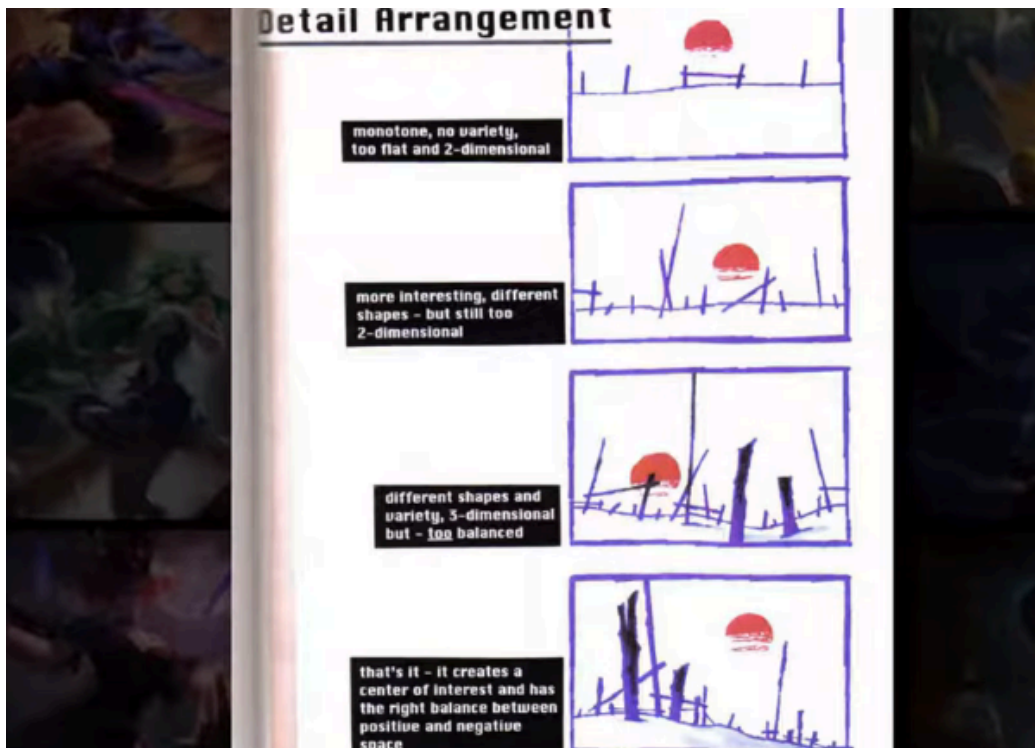 Detail Arrangement
monotone, no variety,
too flat and 2-dimensional
more interesting, different
shapes - but still too
2-dimensional
different shapes and
variety, 3-dimensional
but - too balanced
that's it - it creates a
center of interest and has
the right balance between
positive and negative
space